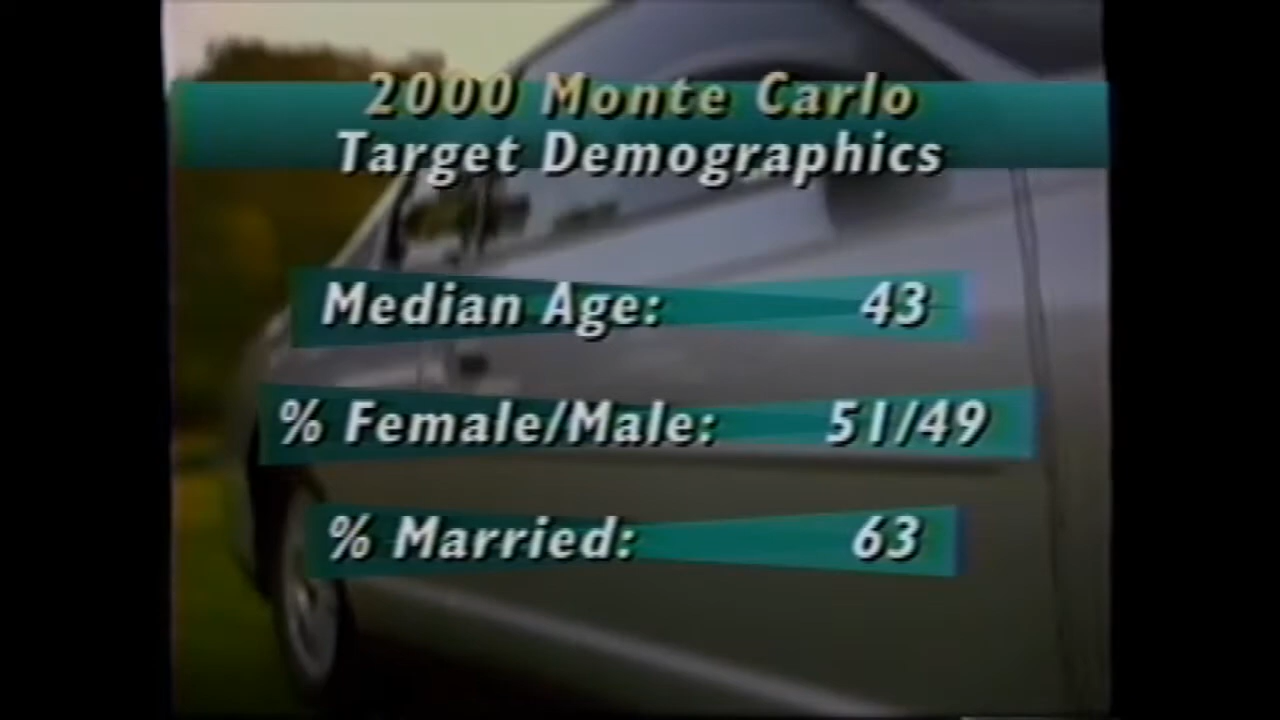 2000 Monte Carlo
Target Demographics
Median Age: 43
% Female/Male: 51/49
% Married: 63